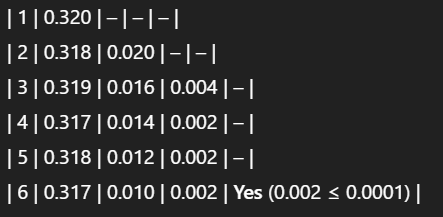 | 1 | 0.320 | – | – | – |
| 2 | 0.318 | 0.020 | – | – |
| 3 | 0.319 | 0.016 | 0.004 | – |
| 4 | 0.317 | 0.014 | 0.002 | – |
| 5 | 0.318 | 0.012 | 0.002 | – |
| 6 | 0.317 | 0.010 | 0.002 | Yes (0.002 ≤ 0.0001) |